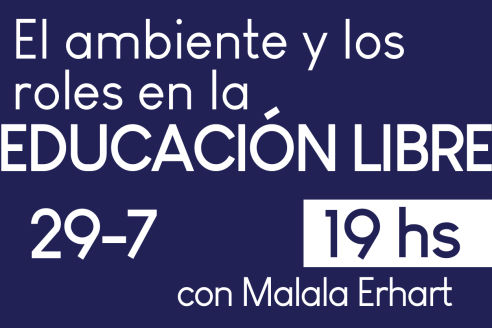 El ambiente y los
roles en la
EDUCACIÓN LIBRE
29-7
19 hs
con Malala Erhart